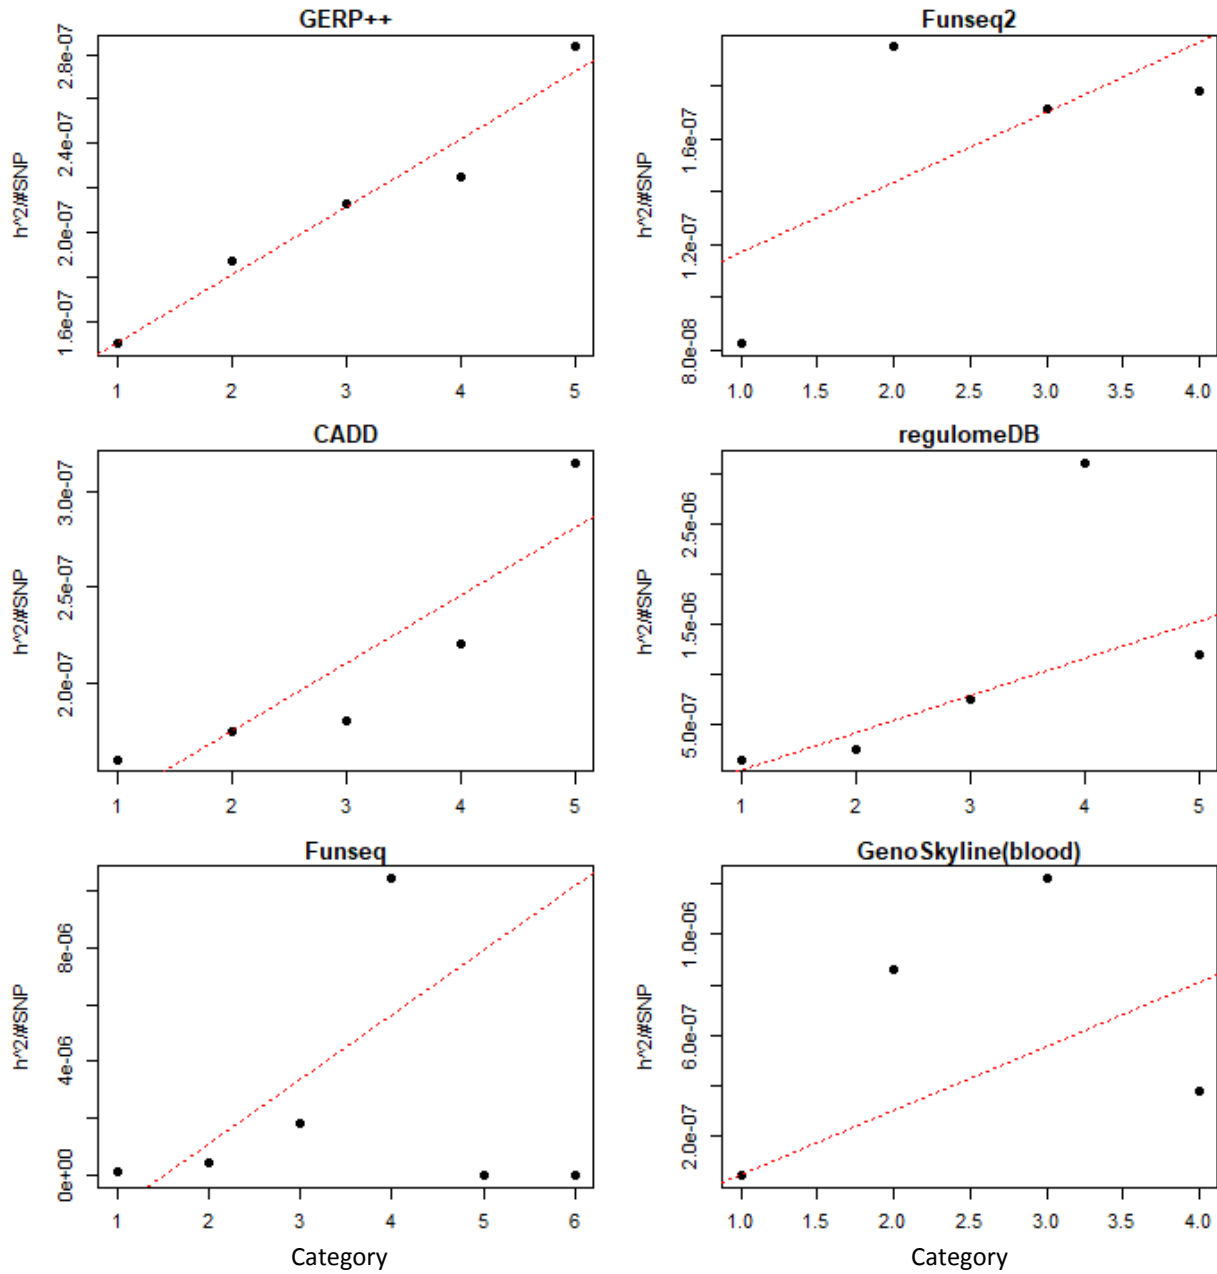 GERP++
h^2/#SNP
1.6e-07 2.0e-07 2.4e-07 2.8e-07
1 2 3 4 5
Funseq2
h^2/#SNP
8.0e-08 1.2e-07 1.6e-07
1.0 1.5 2.0 2.5 3.0 3.5 4.0
CADD
h^2/#SNP
2.0e-07 2.5e-07 3.0e-07
1 2 3 4 5
regulomeDB
h^2/#SNP
5.0e-07 1.5e-06 2.5e-06
1 2 3 4 5
Funseq
h^2/#SNP
0e+00 4e-06 8e-06
1 2 3 4 5 6
Category
GenoSkyline(blood)
h^2/#SNP
2.0e-07 6.0e-07 1.0e-06
1.0 1.5 2.0 2.5 3.0 3.5 4.0
Category